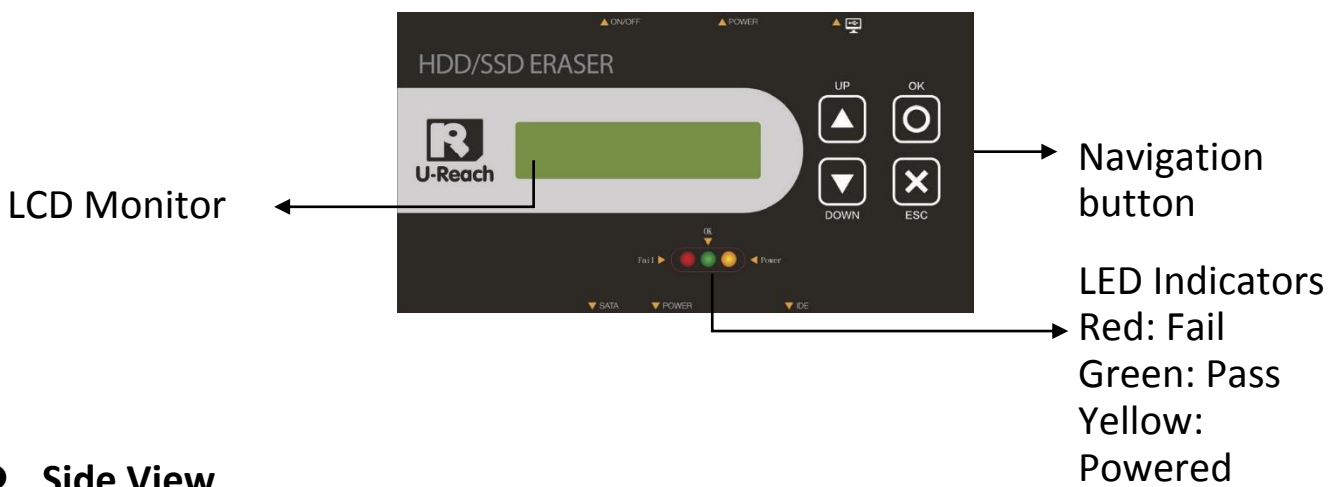 ON/OFF
POWER
HDD/SSD ERASER
UP
OK
R
U-Reach
DOWN
ESC
LCD Monitor
Navigation
button
OK
Fail
Power
SATA
POWER
IDE
LED Indicators
Red: Fail
Green: Pass
Yellow:
Powered
Side View